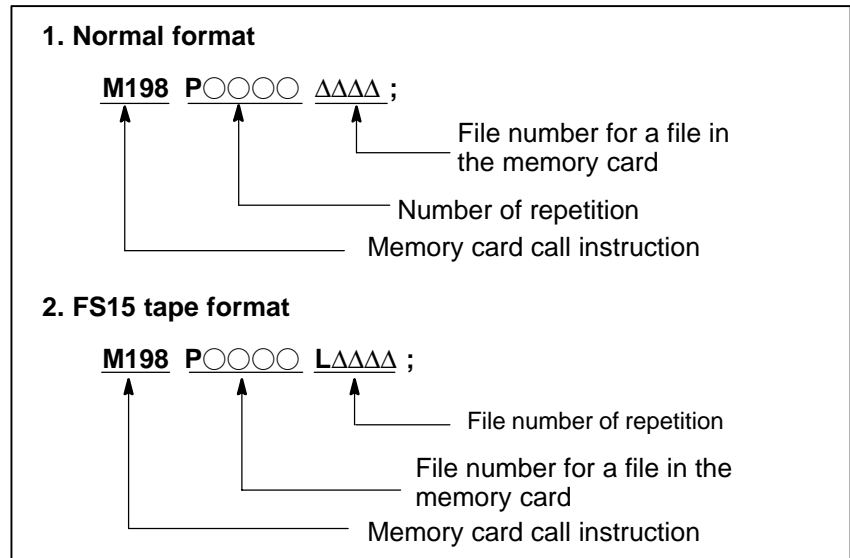 1. Normal format
M198 P○○○○ ΔΔΔΔ ;
File number for a file in
the memory card
Number of repetition
Memory card call instruction
2. FS15 tape format
M198 P○○○○ LΔΔΔΔ ;
File number of repetition
File number for a file in the
memory card
Memory card call instruction